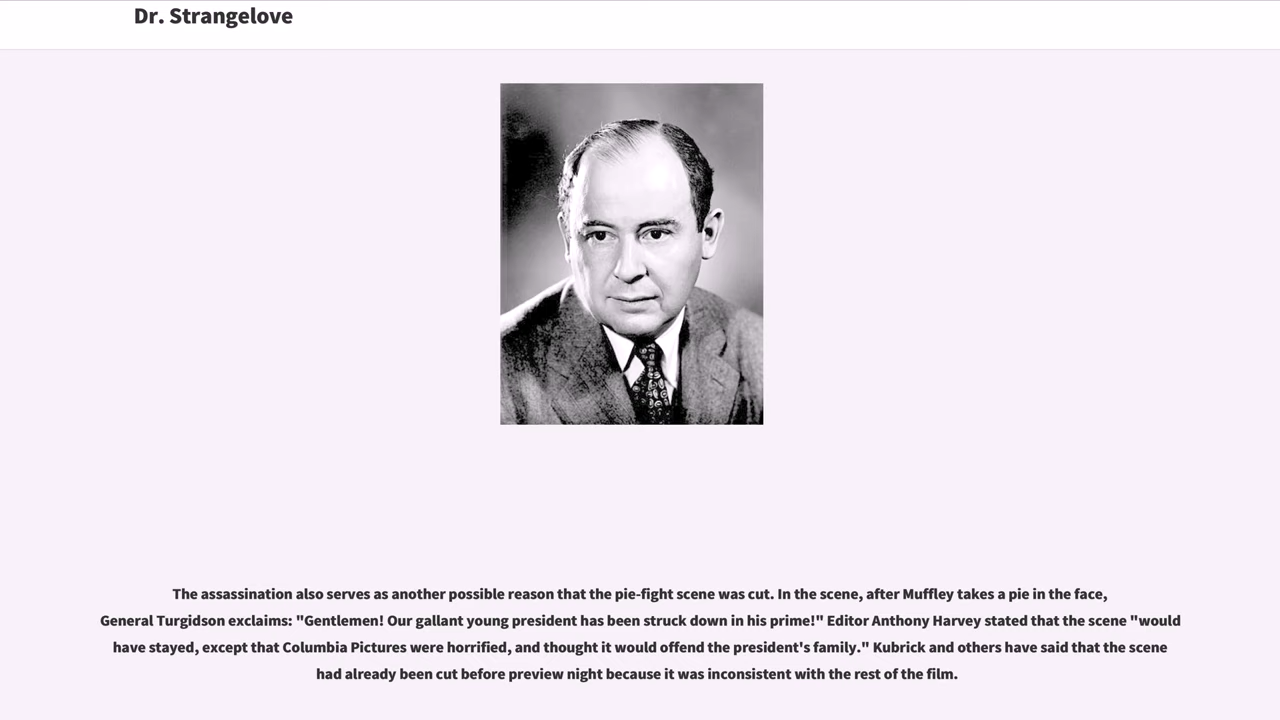 Dr. Strangelove
The assassination also serves as another possible reason that the pie-fight scene was cut. In the scene, after Muffley takes a pie in the face,
General Turgidson exclaims: "Gentlemen! Our gallant young president has been struck down in his prime!" Editor Anthony Harvey stated that the scene "would
have stayed, except that Columbia Pictures were horrified, and thought it would offend the president's family." Kubrick and others have said that the scene
had already been cut before preview night because it was inconsistent with the rest of the film.